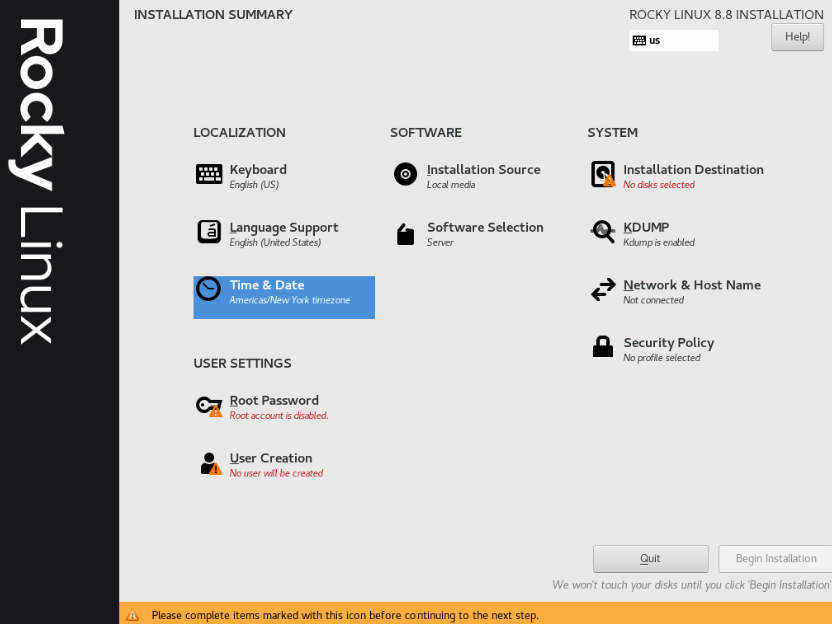 Rocky Linux
INSTALLATION SUMMARY
ROCKY LINUX 8.8 INSTALLATION
us
Help!
LOCALIZATION
Keyboard
English (US)
Language Support
English (United States)
Time & Date
Americas/New York timezone
SOFTWARE
Installation Source
Local media
Software Selection
Server
SYSTEM
Installation Destination
No disks selected
KDUMP
Kdump is enabled
Network & Host Name
Not connected
Security Policy
No profile selected
USER SETTINGS
Root Password
Root account is disabled.
User Creation
No user will be created
Quit
Begin Installation
We won't touch your disks until you click 'Begin Installation'
Please complete items marked with this icon before continuing to the next step.